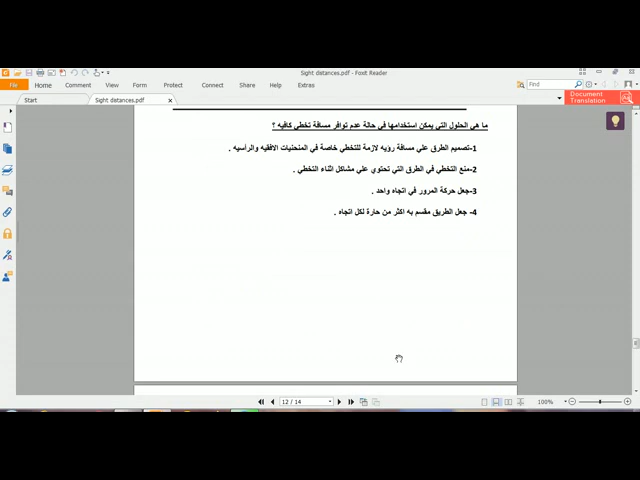 Sight distances.pdf - Foxit Reader
File Home Comment View Form Protect Connect Share Help Extras
Find
Document
Translation
Start Sight distances.pdf
ما هي الحلول التي يمكن استخدامها في حالة عدم توافر مسافة تخطي كافيه ؟
1-تصميم الطرق علي مسافة رؤيه لازمة للتخطي خاصة في المنحنيات الافقيه والرأسيه .
2-منع التخطي في الطرق التي تحتوي علي مشاكل اثناء التخطي .
3-جعل حركة المرور في اتجاه واحد .
4- جعل الطريق مقسم به اكثر من حارة لكل اتجاه .
12 / 14
100%